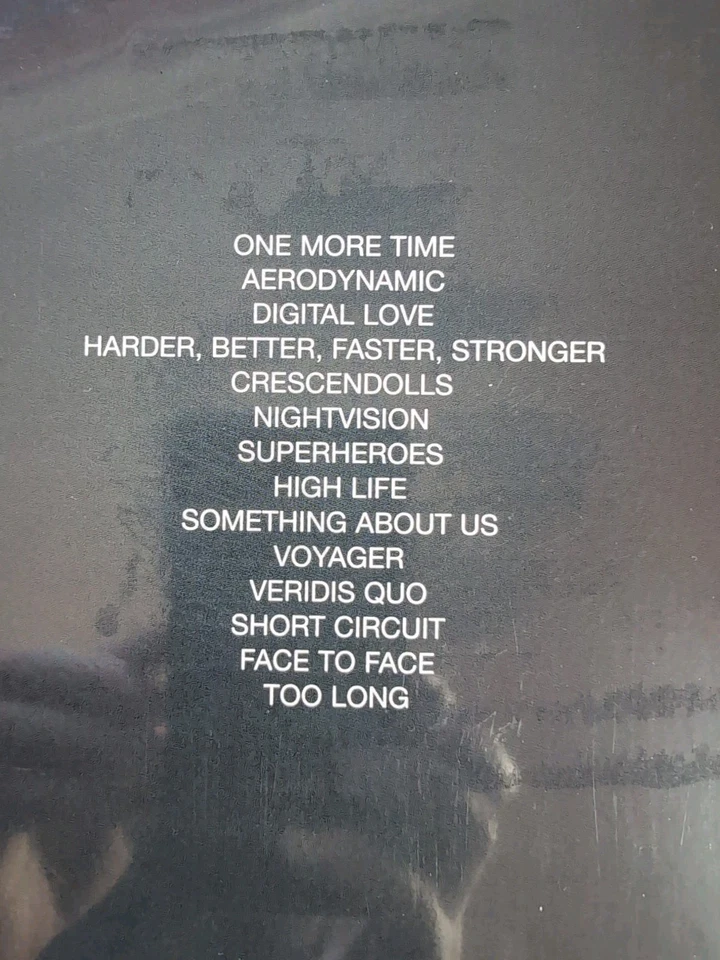 ONE MORE TIME
AERODYNAMIC
DIGITAL LOVE
HARDER, BETTER, FASTER, STRONGER
CRESCENDOLLS
NIGHTVISION
SUPERHEROES
HIGH LIFE
SOMETHING ABOUT US
VOYAGER
VERIDIS QUO
SHORT CIRCUIT
FACE TO FACE
TOO LONG